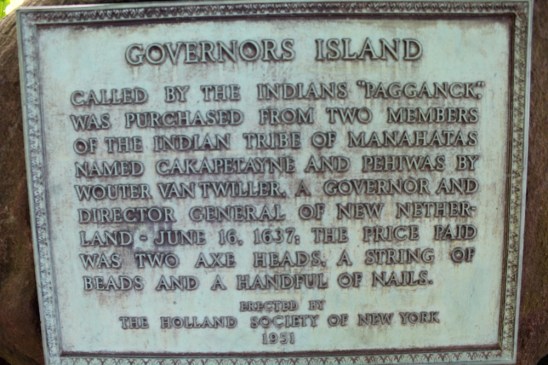 GOVERNORS ISLAND
CALLED BY THE INDIANS "PAGGANCK,"
WAS PURCHASED FROM TWO MEMBERS
OF THE INDIAN TRIBE OF MANAHATAS
NAMED CAKAPETAYNE AND PEHIWAS BY
WOUTER VAN TWILLER, A GOVERNOR AND
DIRECTOR GENERAL OF NEW NETHER-
LAND - JUNE 16, 1637; THE PRICE PAID
WAS TWO AXE HEADS, A STRING OF
BEADS AND A HANDFUL OF NAILS.
ERECTED BY
THE HOLLAND SOCIETY OF NEW YORK
1951